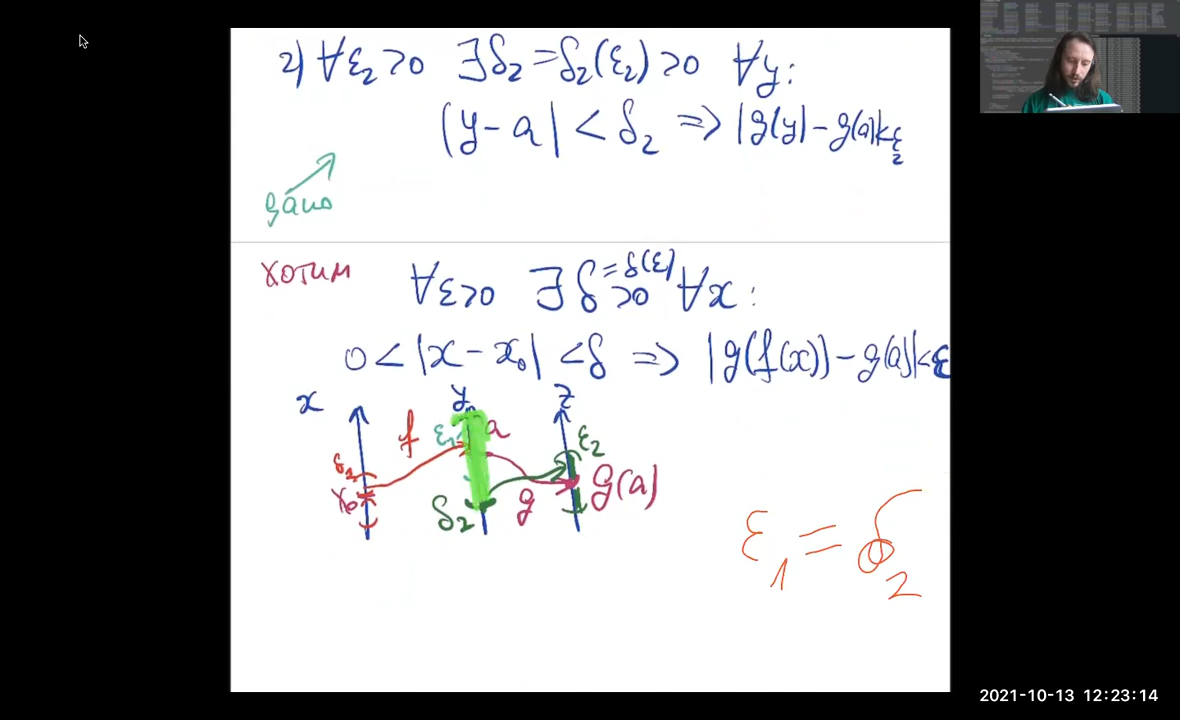 2) ∀ε₂>0 ∃δ₂=δ₂(ε₂)>0 ∀y:
|y-a|<δ₂ => |g(y)-g(a)|<ε₂
дано
хотим ∀ε>0 ∃δ=δ(ε)>0 ∀x:
0<|x-x₀|<δ => |g(f(x))-g(a)|<ε
x y z
f ε₁ a ε₂
δ₁
x₀ g(a)
δ₂ g
ε₁=δ₂
2021-10-13 12:23:14